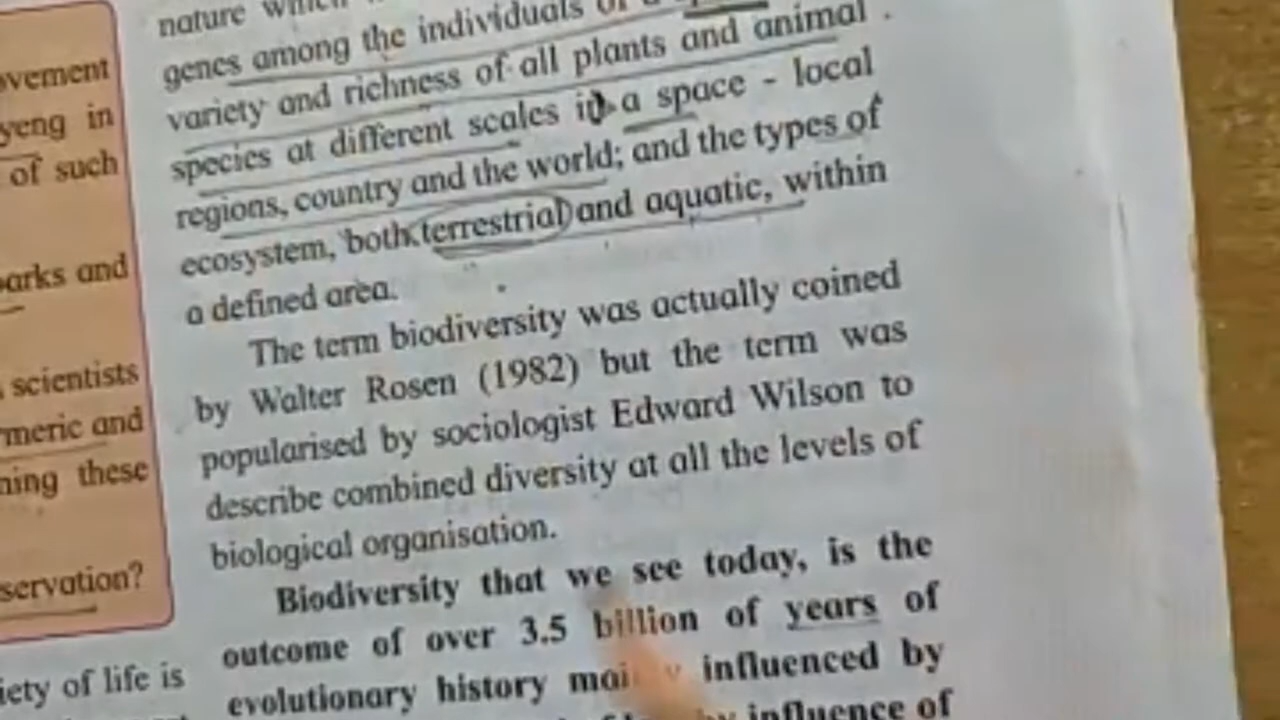 ovement
yeng in
of such
arks and
scientists
meric and
ning these
servation?
iety of life is
nature which
genes among the individuals of a
variety and richness of all plants and animal
species at different scales in a space - local
regions, country and the world; and the types of
ecosystem, both terrestrial and aquatic, within
a defined area.
The term biodiversity was actually coined
by Walter Rosen (1982) but the term was
popularised by sociologist Edward Wilson to
describe combined diversity at all the levels of
biological organisation.
Biodiversity that we see today, is the
outcome of over 3.5 billion of years of
evolutionary history influenced by
influence of